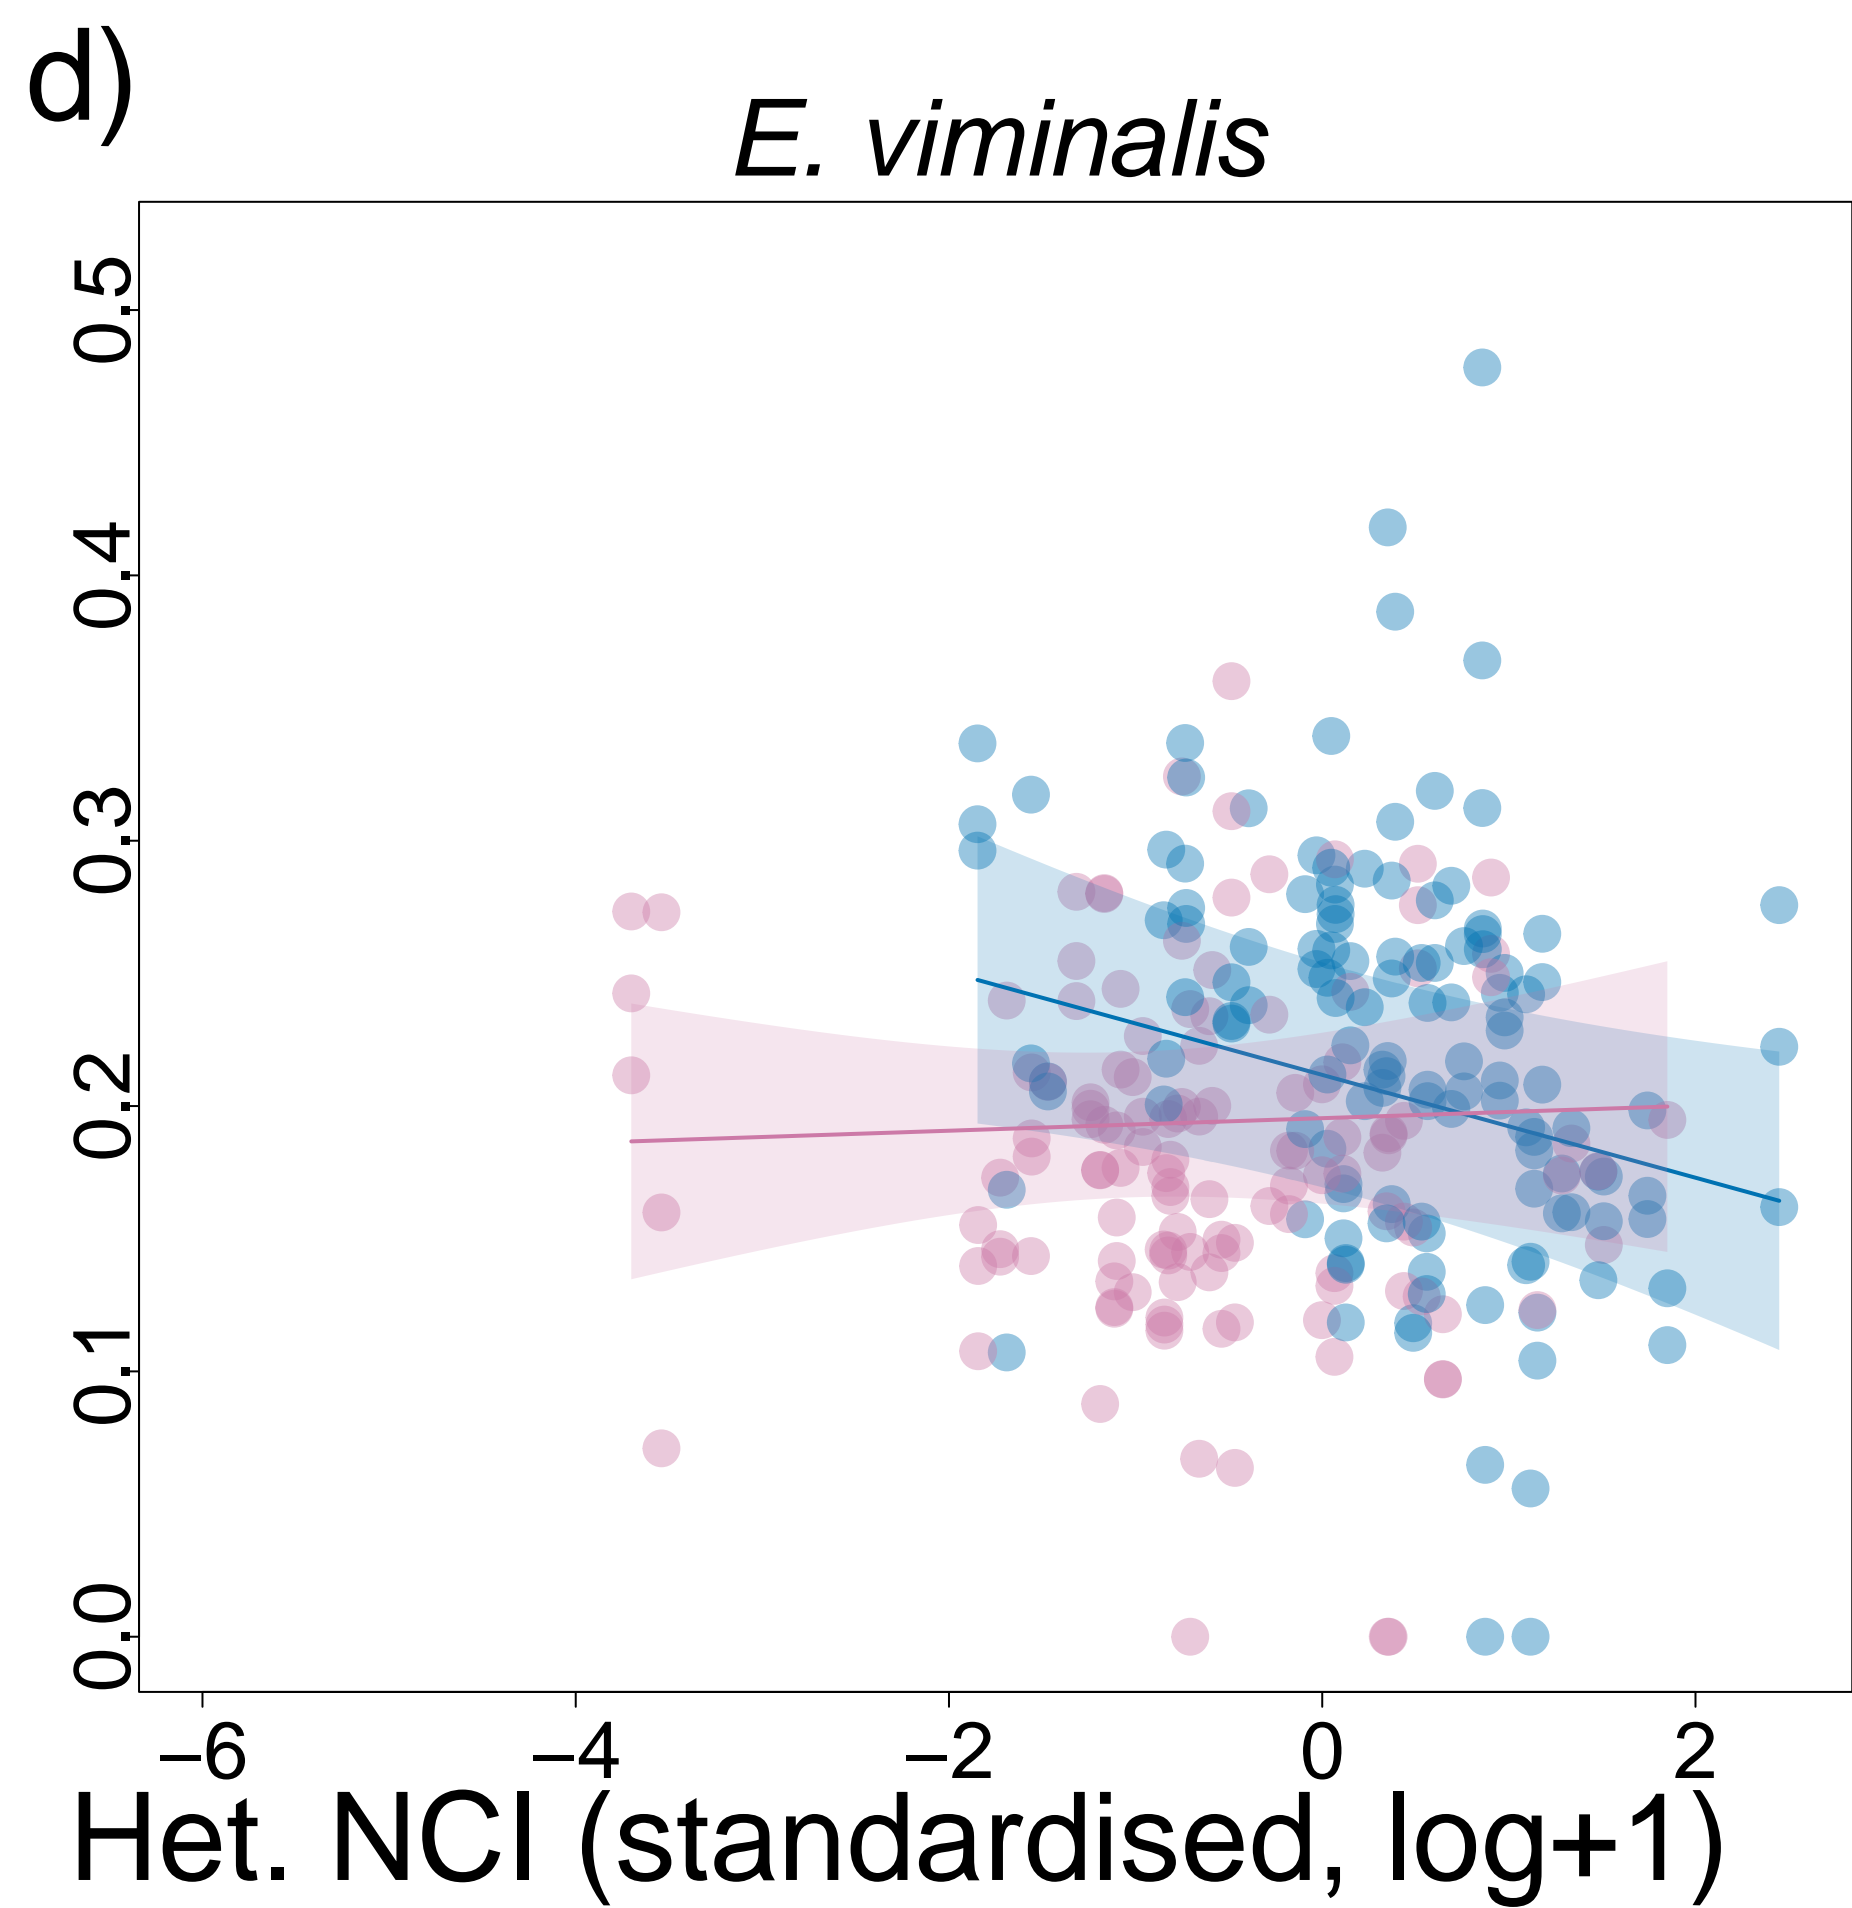 d)
E. viminalis
0.5
0.4
0.3
0.2
0.1
0.0
−6 −4 −2 0 2
Het. NCI (standardised, log+1)